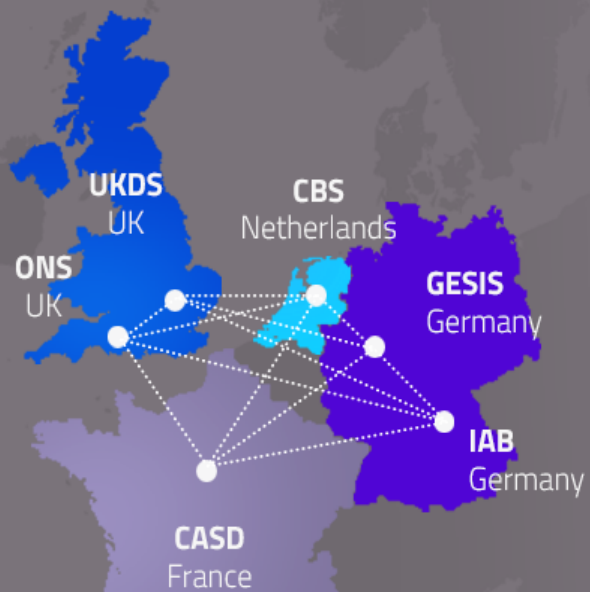 UKDS
UK
CBS
Netherlands
ONS
UK
GESIS
Germany
IAB
Germany
CASD
France